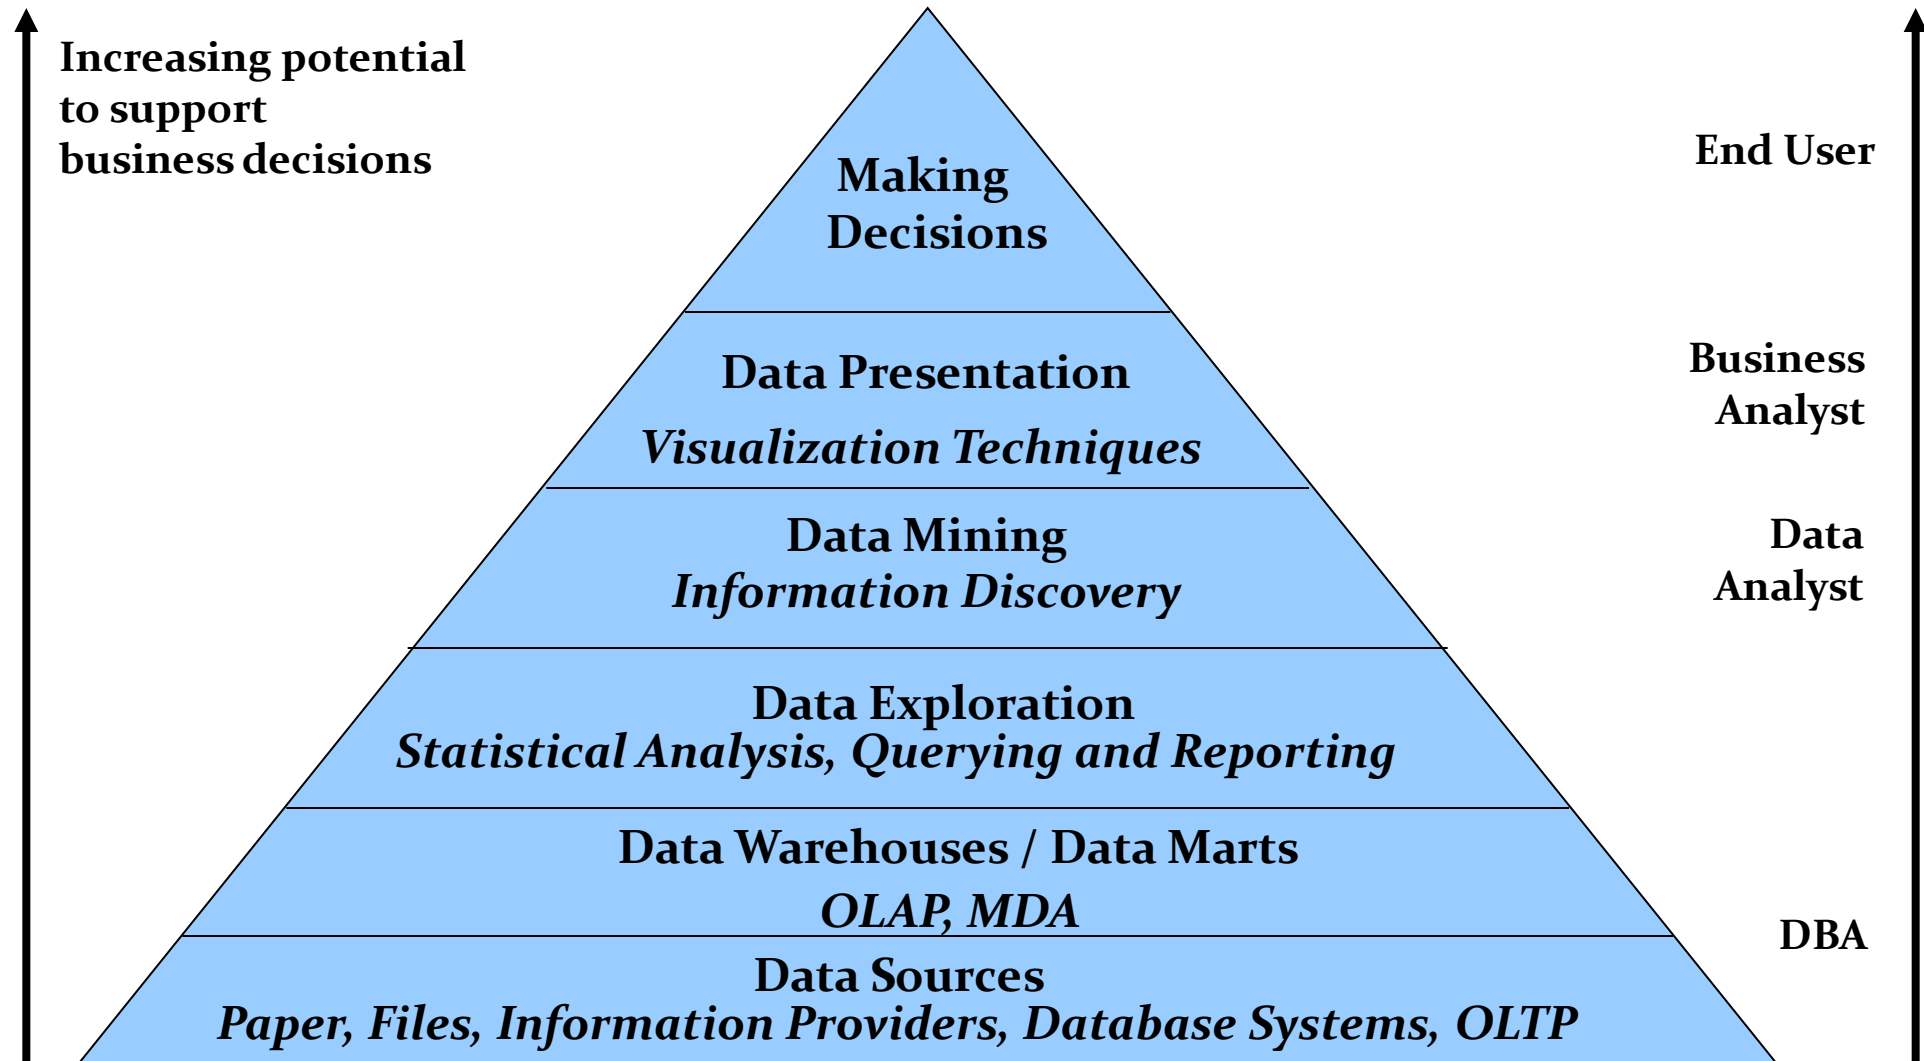 Increasing potential
to support
business decisions
Making
Decisions
End User
Data Presentation
Visualization Techniques
Business
Analyst
Data Mining
Information Discovery
Data
Analyst
Data Exploration
Statistical Analysis, Querying and Reporting
Data Warehouses / Data Marts
OLAP, MDA
DBA
Data Sources
Paper, Files, Information Providers, Database Systems, OLTP